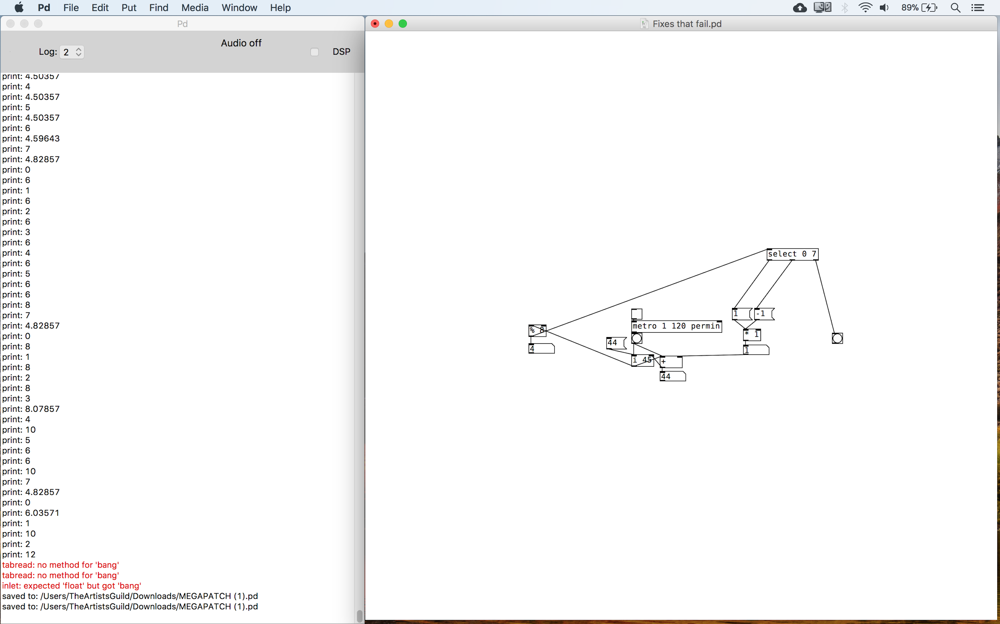 Pd File Edit Put Find Media Window Help 89%
Pd
Audio off
Log: 2
DSP
print: 4.50357
print: 4
print: 4.50357
print: 5
print: 4.50357
print: 6
print: 4.59643
print: 7
print: 4.82857
print: 0
print: 6
print: 1
print: 6
print: 2
print: 6
print: 3
print: 6
print: 4
print: 6
print: 5
print: 6
print: 6
print: 8
print: 7
print: 4.82857
print: 0
print: 8
print: 1
print: 8
print: 2
print: 8
print: 3
print: 8.07857
print: 4
print: 10
print: 5
print: 6
print: 6
print: 10
print: 7
print: 4.82857
print: 0
print: 6.03571
print: 1
print: 10
print: 2
print: 12
tabread: no method for 'bang'
tabread: no method for 'bang'
inlet: expected 'float' but got 'bang'
saved to: /Users/TheArtistsGuild/Downloads/MEGAPATCH (1).pd
saved to: /Users/TheArtistsGuild/Downloads/MEGAPATCH (1).pd
Fixes that fail.pd
select 0 7
1
-1
metro 1 120 permin
% 8
* 1
44
4
1
i 45
+
44